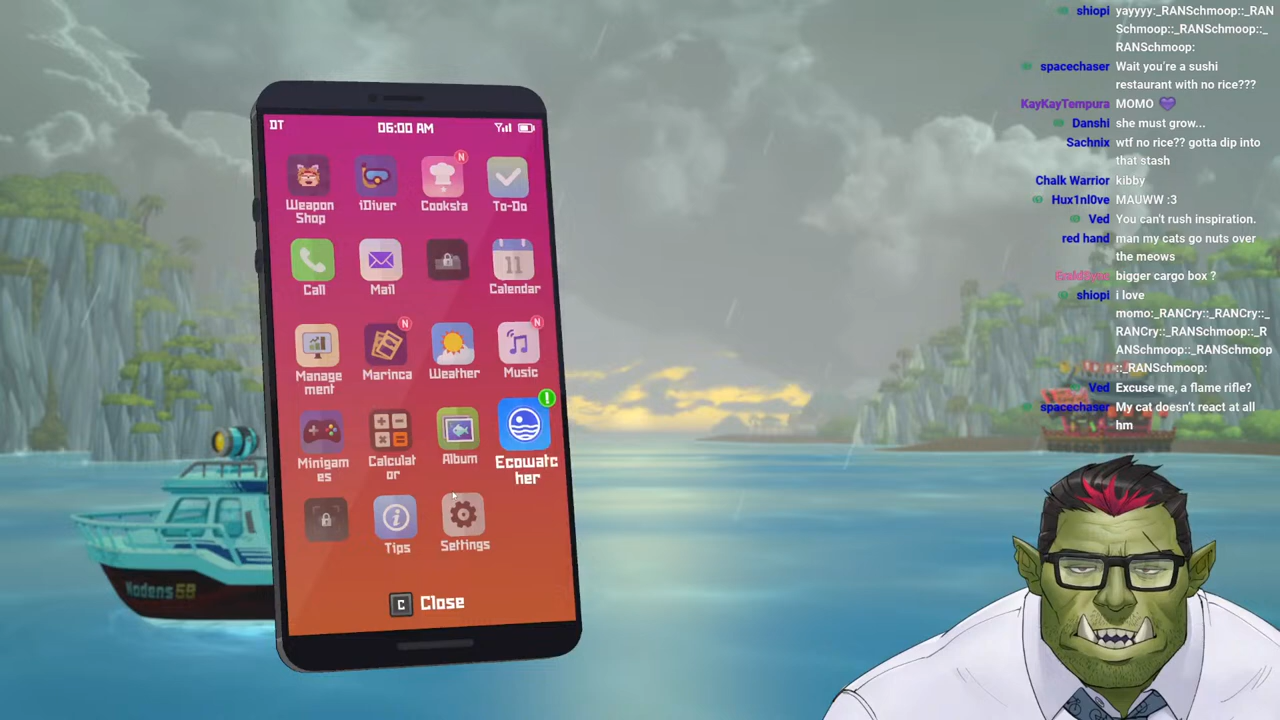 DT
06:00 AM
N
Weapon
Shop
iDiver
Cooksta
To-Do
Call
Mail
11
Calendar
Manage
ment
N
Marinca
Weather
N
Music
Minigam
es
Calculat
or
Album
!
Ecowatc
her
Tips
Settings
C Close
Nadens 58
shiopi yayyyy:_RANSchmoop::_RAN
Schmoop::_RANSchmoop::_
RANSchmoop:
spacechaser Wait you're a sushi
restaurant with no rice???
KayKayTempura MOMO 💜
Danshi she must grow...
Sachnix wtf no rice?? gotta dip into
that stash
Chalk Warrior kibby
Hux1nl0ve MAUWW :3
Ved You can't rush inspiration.
red hand man my cats go nuts over
the meows
bigger cargo box ?
shiopi i love
momo:_RANCry::_RANCry::_
RANCry::_RANSchmoop::_R
ANSchmoop::_RANSchmoop
::_RANSchmoop:
Ved Excuse me, a flame rifle?
spacechaser My cat doesn't react at all
hm